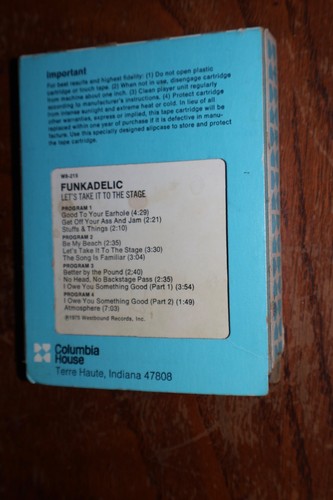 Important
For best results and highest fidelity: (1) Do not open plastic
cartridge or touch tape. (2) When not in use, disengage cartridge
from machine about one inch. (3) Clean player unit regularly
according to manufacturer's instructions. (4) Protect cartridge
from intense sunlight and extreme heat or cold. In lieu of all
other warranties, express or implied, this tape cartridge will be
replaced within one year of purchase if it is defective in manu-
facture. Use this specially designed slipcase to store and protect
the tape cartridge.
WE-215
FUNKADELIC
LET'S TAKE IT TO THE STAGE
PROGRAM 1
Good To Your Earhole (4:29)
Get Off Your Ass And Jam (2:21)
Stuffs & Things (2:10)
PROGRAM 2
Be My Beach (2:35)
Let's Take It To The Stage (3:30)
The Song Is Familiar (3:04)
PROGRAM 3
Better by the Pound (2:40)
No Head, No Backstage Pass (2:35)
I Owe You Something Good (Part 1) (3:54)
PROGRAM 4
I Owe You Something Good (Part 2) (1:49)
Atmosphere (7:03)
℗1975 Westbound Records, Inc.
Columbia
House
Terre Haute, Indiana 47808